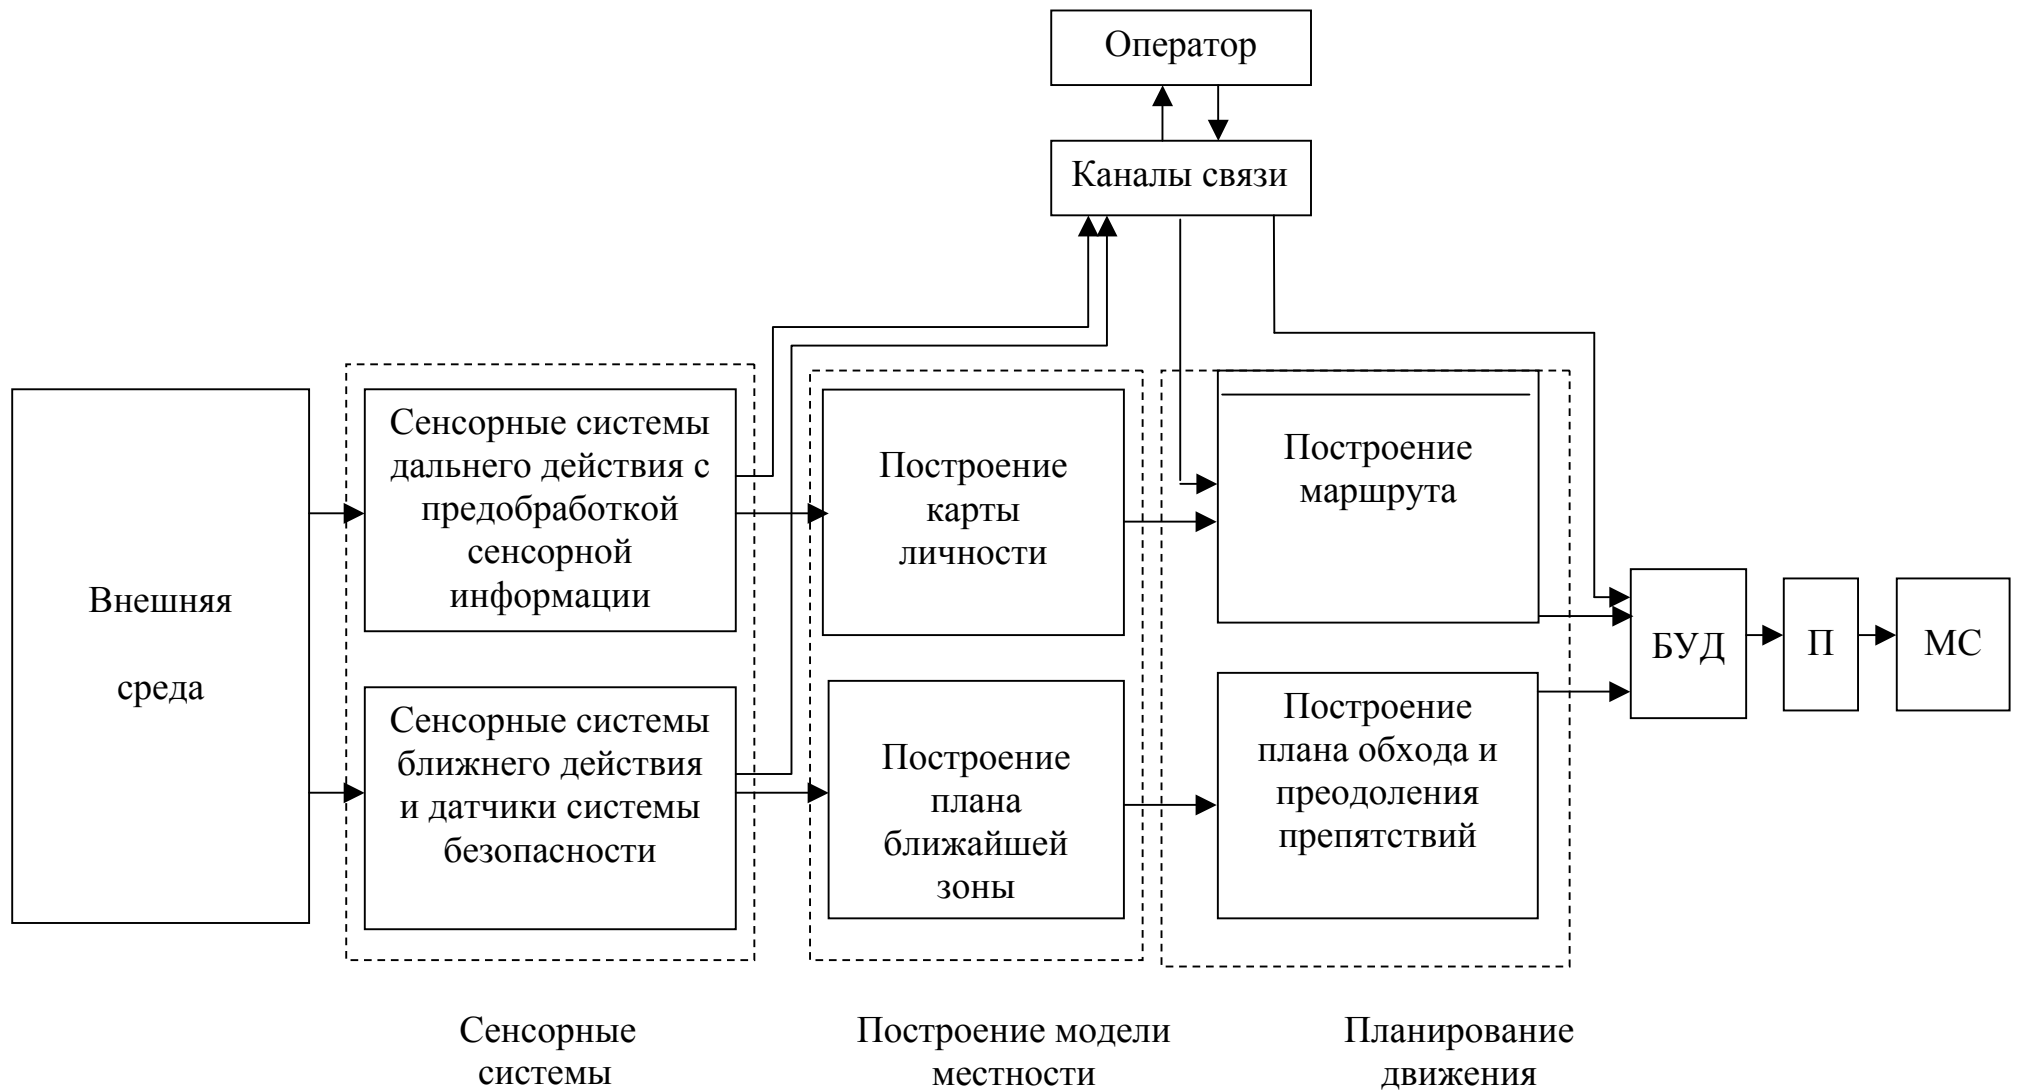 Оператор
Каналы связи
Внешняя
среда
Сенсорные системы
дальнего действия с
предобработкой
сенсорной
информации
Сенсорные системы
ближнего действия
и датчики системы
безопасности
Построение
карты
личности
Построение
плана
ближайшей
зоны
Построение
маршрута
Построение
плана обхода и
преодоления
препятствий
БУД
П
МС
Сенсорные
системы
Построение модели
местности
Планирование
движения